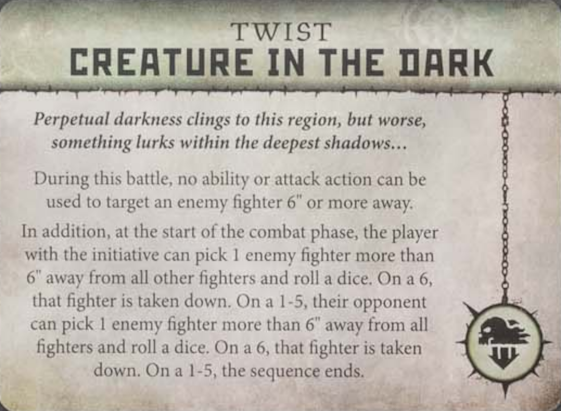 TWIST
CREATURE IN THE DARK
Perpetual darkness clings to this region, but worse,
something lurks within the deepest shadows...
During this battle, no ability or attack action can be
used to target an enemy fighter 6" or more away.
In addition, at the start of the combat phase, the player
with the initiative can pick 1 enemy fighter more than
6" away from all other fighters and roll a dice. On a 6,
that fighter is taken down. On a 1-5, their opponent
can pick 1 enemy fighter more than 6" away from all
fighters and roll a dice. On a 6, that fighter is taken
down. On a 1-5, the sequence ends.